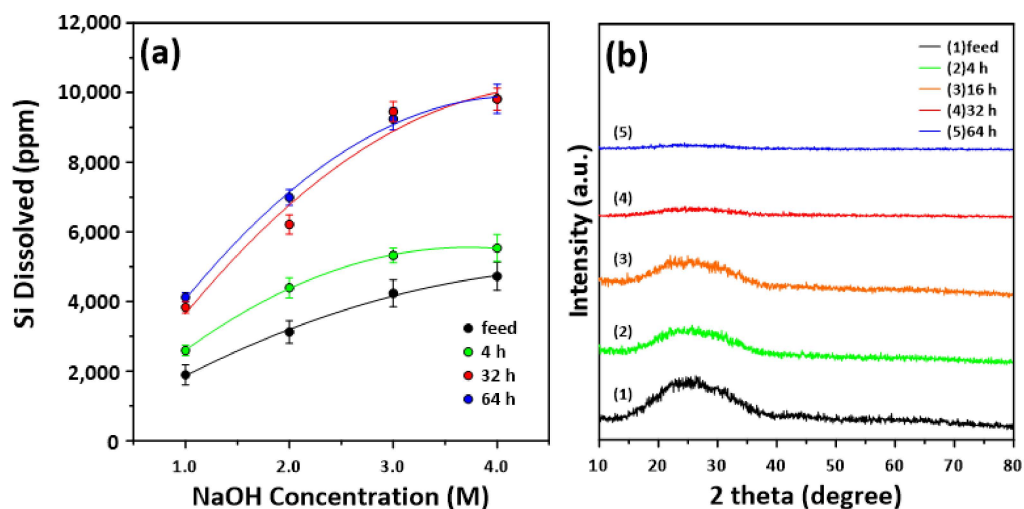 (a)
Si Dissolved (ppm)
12,000
10,000
8,000
6,000
4,000
2,000
0
1.0 2.0 3.0 4.0
NaOH Concentration (M)
feed
4 h
32 h
64 h
(b)
Intensity (a.u.)
(1)feed
(2)4 h
(3)16 h
(4)32 h
(5)64 h
(5)
(4)
(3)
(2)
(1)
10 20 30 40 50 60 70 80
2 theta (degree)